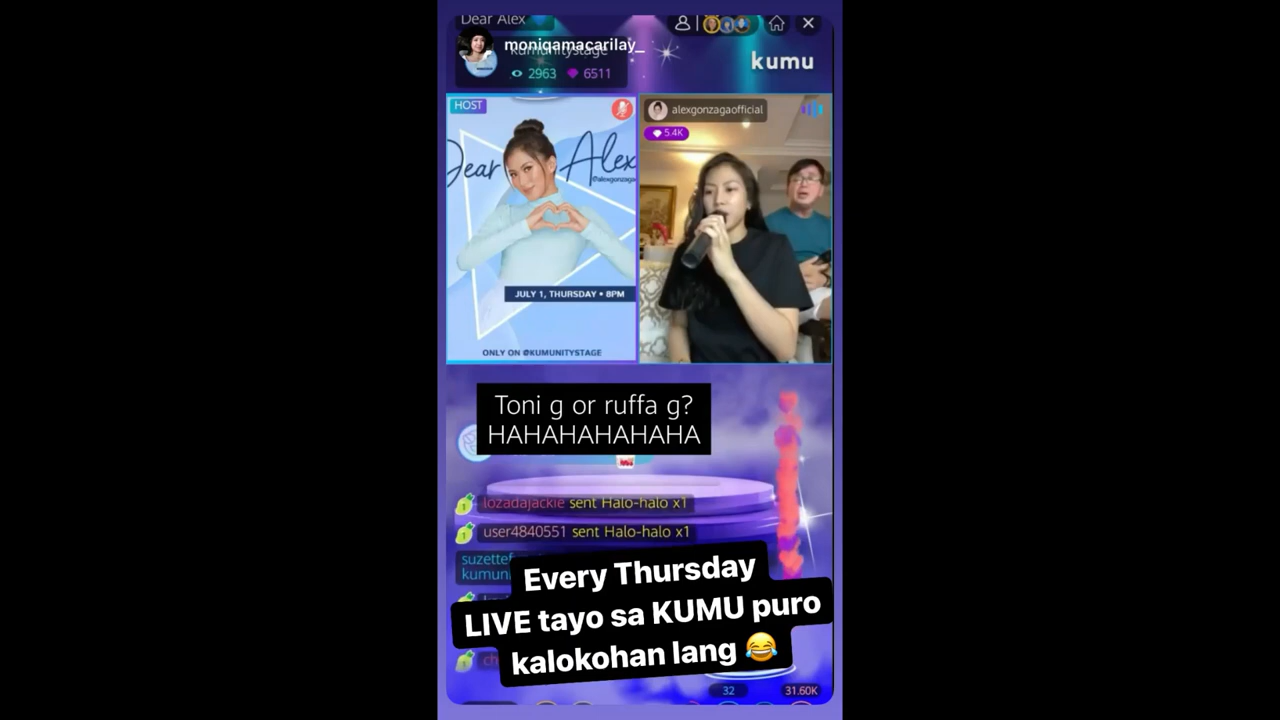 Dear Alex
moniqamacarilay_
kumunitystage
2963 6511
kumu
HOST
alexgonzagaofficial
5.4K
Dear Alex
JULY 1, THURSDAY • 8PM
ONLY ON @KUMUNITYSTAGE
Toni g or ruffa g?
HAHAHAHAHAHA
lozadajackie sent Halo-halo x1
user4840551 sent Halo-halo x1
Every Thursday
LIVE tayo sa KUMU puro
kalokohan lang 😂
32 31.60K